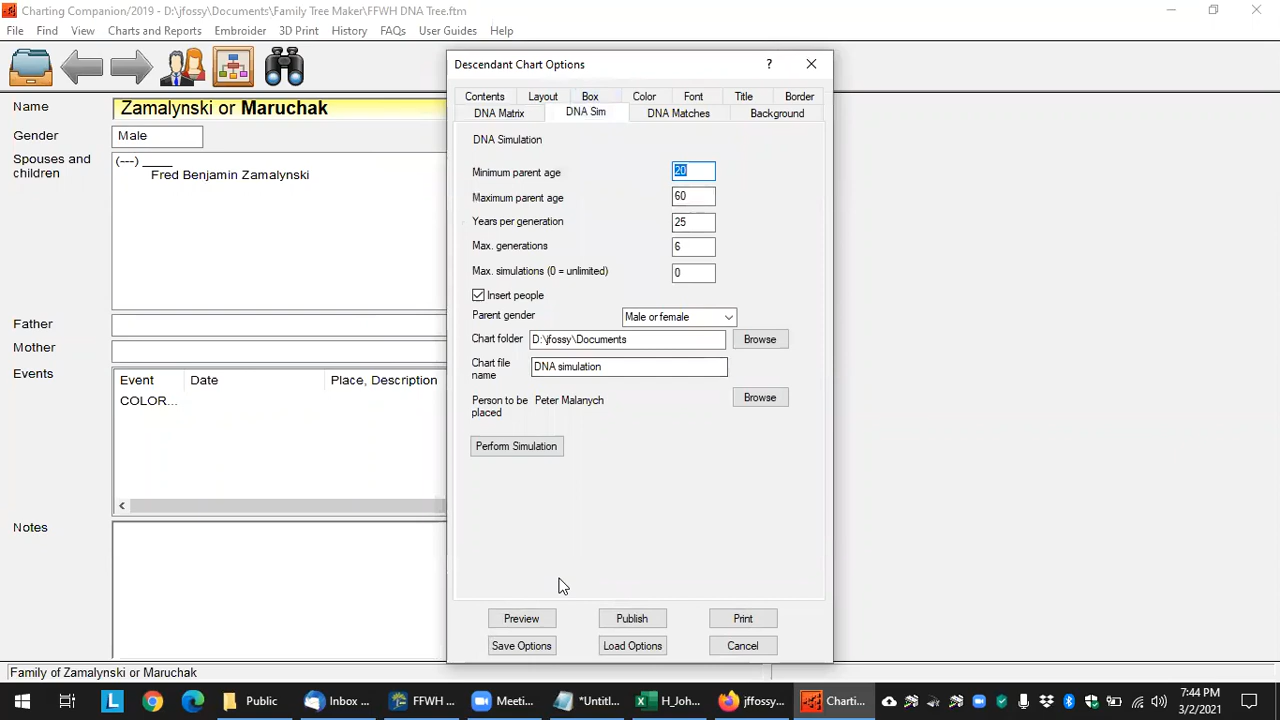 Charting Companion/2019 - D:\jfossy\Documents\Family Tree Maker\FFWH DNA Tree.ftm
File Find View Charts and Reports Embroider 3D Print History FAQs User Guides Help
Name Zamalynski or Maruchak
Gender Male
Spouses and children
(---) ____
Fred Benjamin Zamalynski
Father
Mother
Events
Event Date Place, Description
COLOR...
Notes
Family of Zamalynski or Maruchak
Descendant Chart Options ?
Contents Layout Box Color Font Title Border
DNA Matrix DNA Sim DNA Matches Background
DNA Simulation
Minimum parent age 20
Maximum parent age 60
Years per generation 25
Max. generations 6
Max. simulations (0 = unlimited) 0
Insert people
Parent gender Male or female
Chart folder D:\jfossy\Documents Browse
Chart file name DNA simulation
Person to be placed Peter Malanych Browse
Perform Simulation
Preview Publish Print
Save Options Load Options Cancel
L Public Inbox ... FFWH ... Meeti... *Untitl... H_Joh... jffossy... Charti... 7:44 PM
3/2/2021